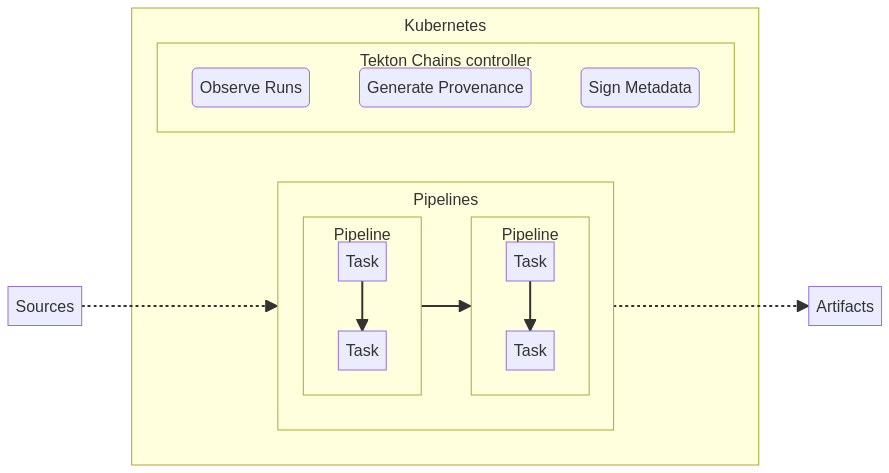 Kubernetes
Tekton Chains controller
Observe Runs
Generate Provenance
Sign Metadata
Pipelines
Pipeline
Pipeline
Task
Task
Sources
Artifacts
Task
Task